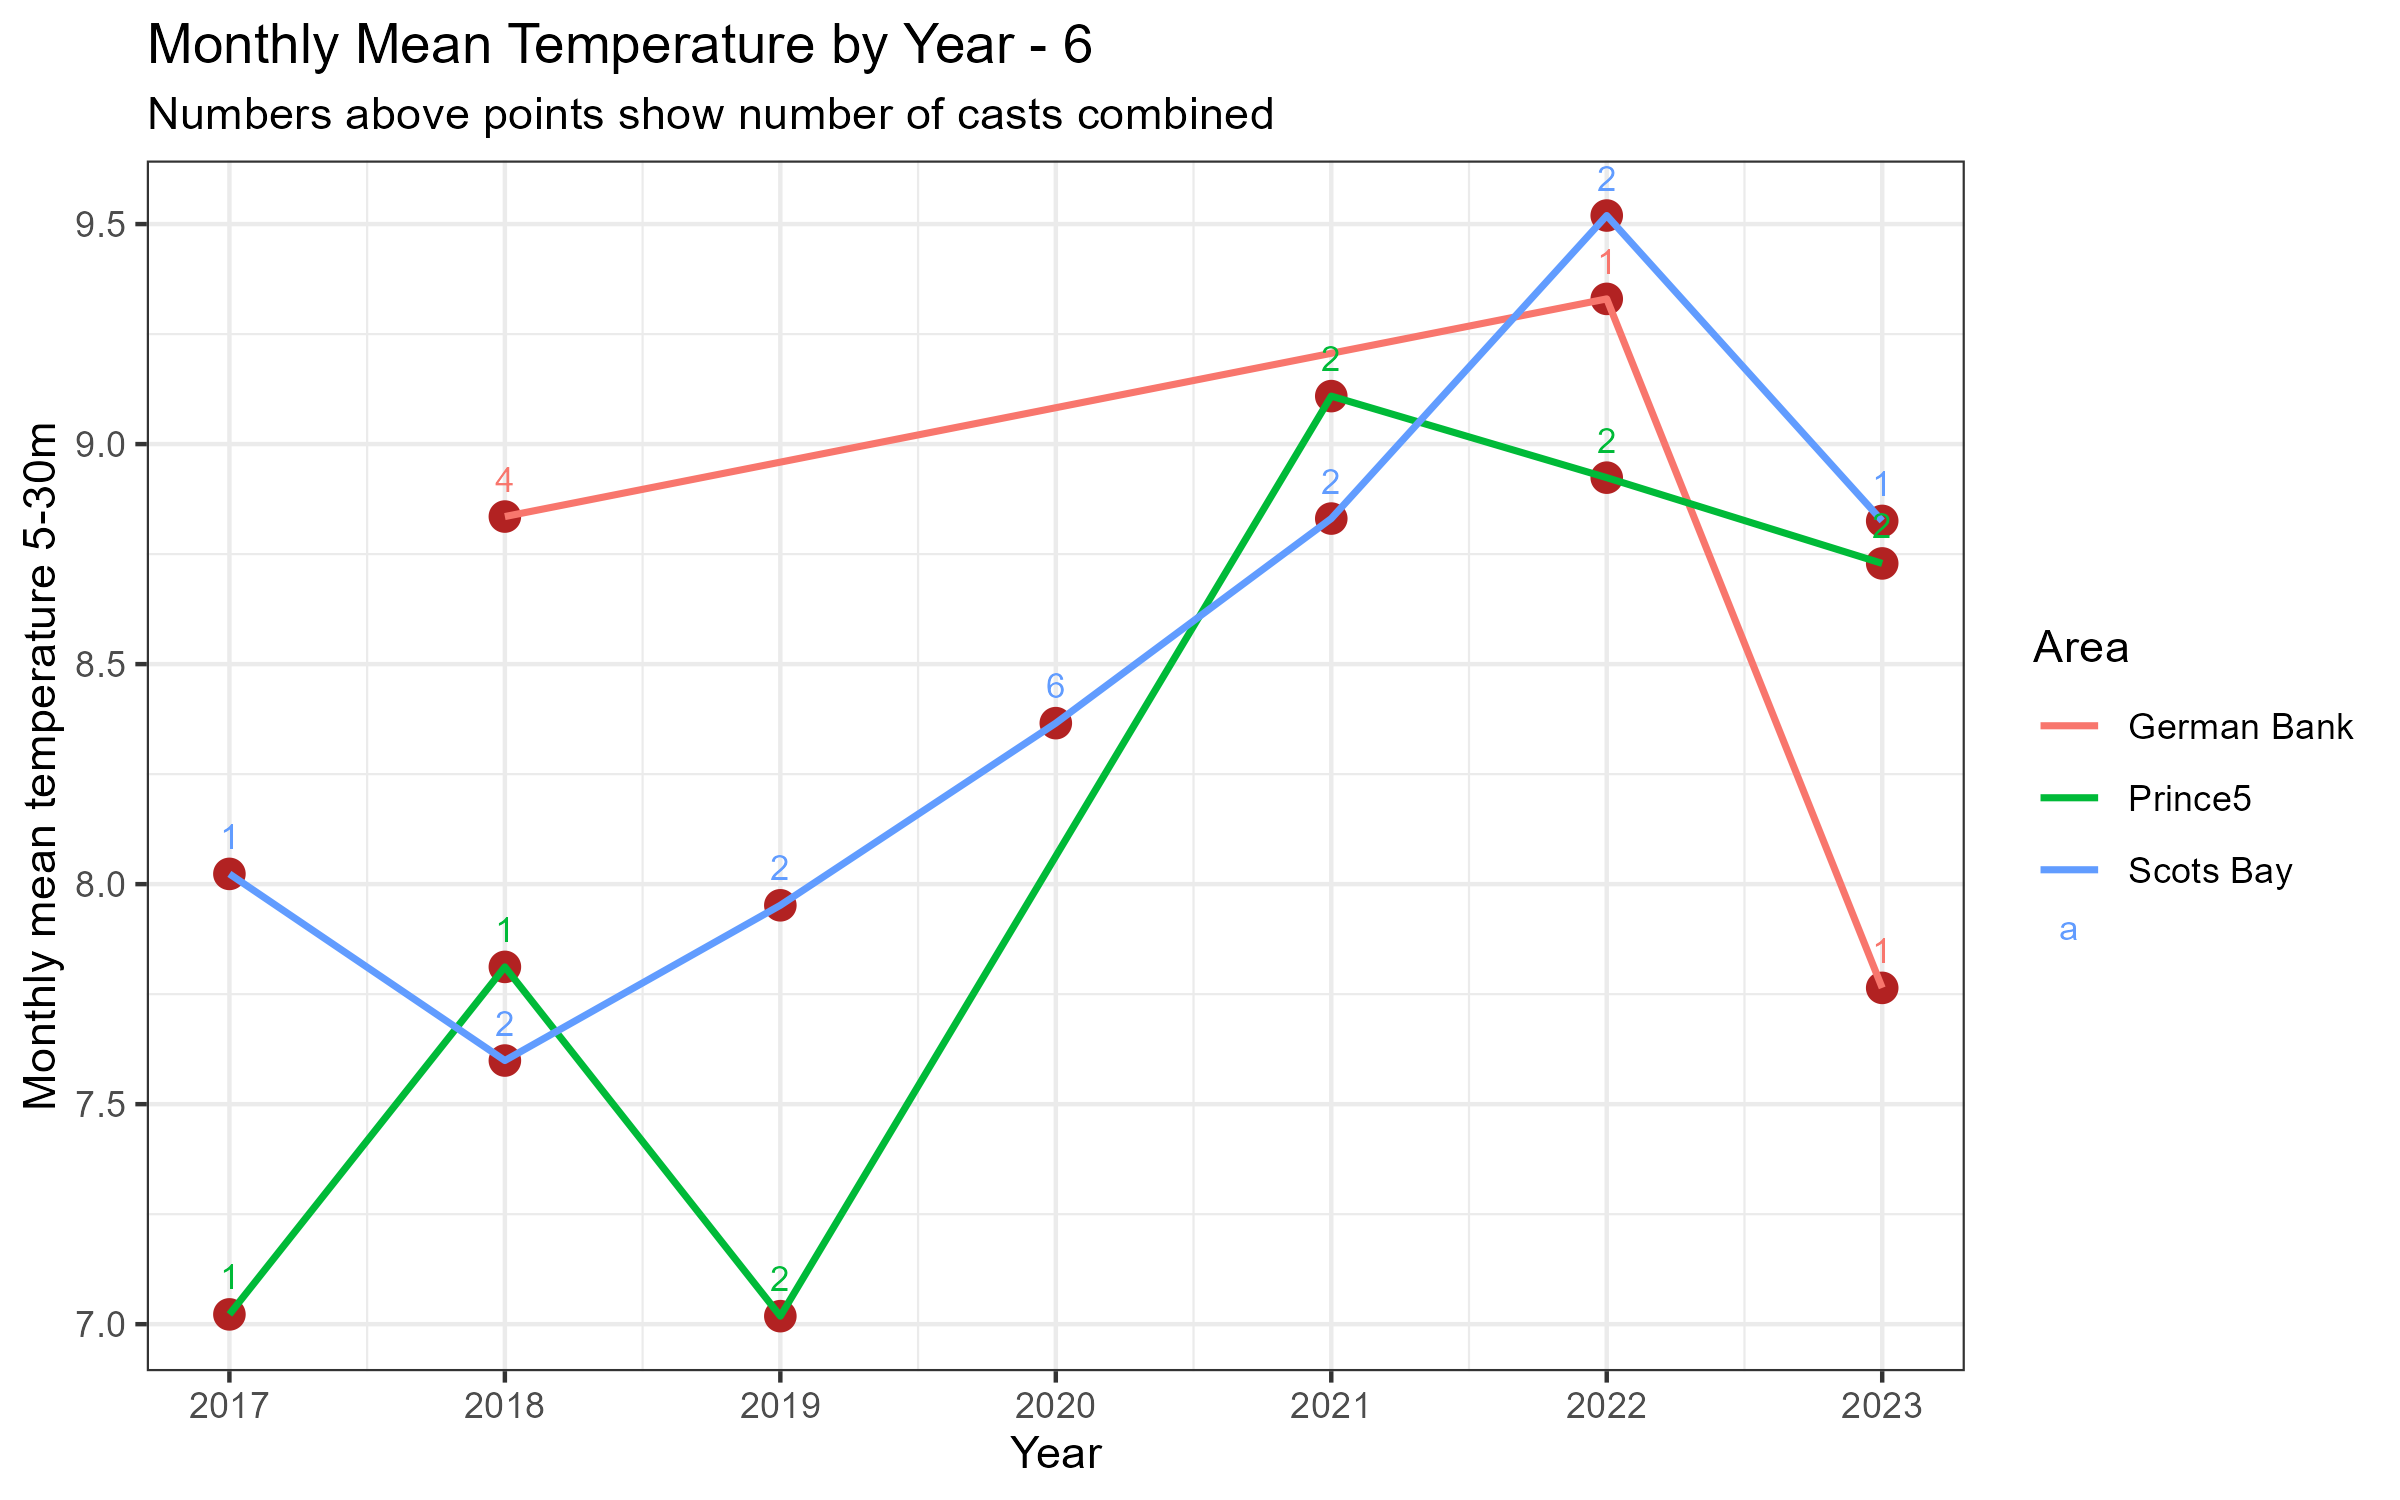 Monthly Mean Temperature by Year - 6
Numbers above points show number of casts combined
Monthly mean temperature 5-30m
9.5
9.0
8.5
8.0
7.5
7.0
2
1
2
2
4
2
1
2
6
1
2
1
1
2
1
2
2017 2018 2019 2020 2021 2022 2023
Year
Area
German Bank
Prince5
Scots Bay
a